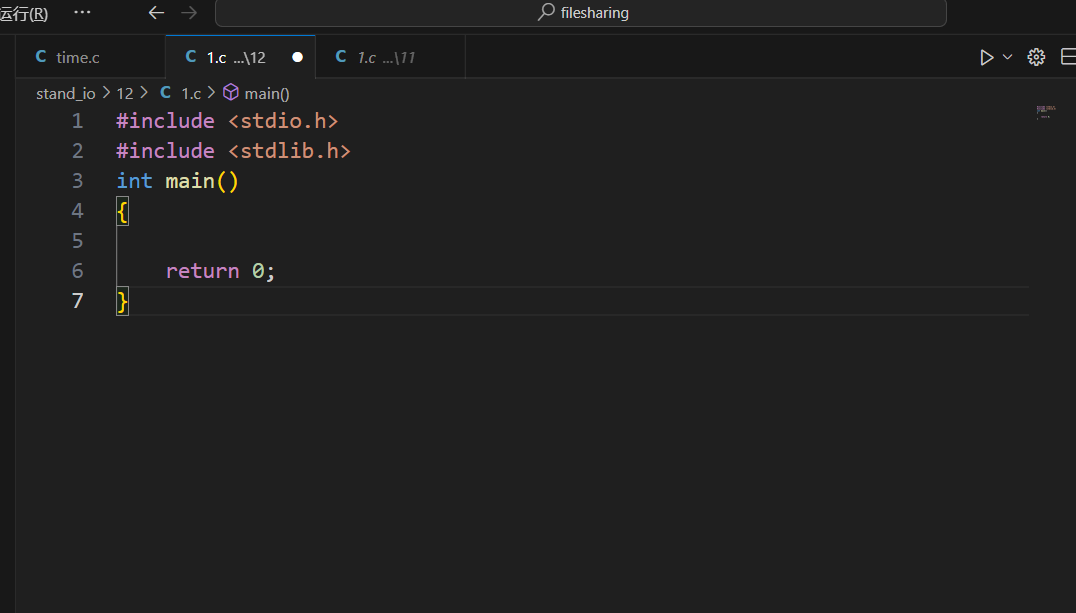 运行(R) ··· ← → filesharing
C time.c C 1.c ...\12 ● C 1.c ...\11
stand_io > 12 > C 1.c > main()
1 #include <stdio.h>
2 #include <stdlib.h>
3 int main()
4 {
5
6 return 0;
7 }